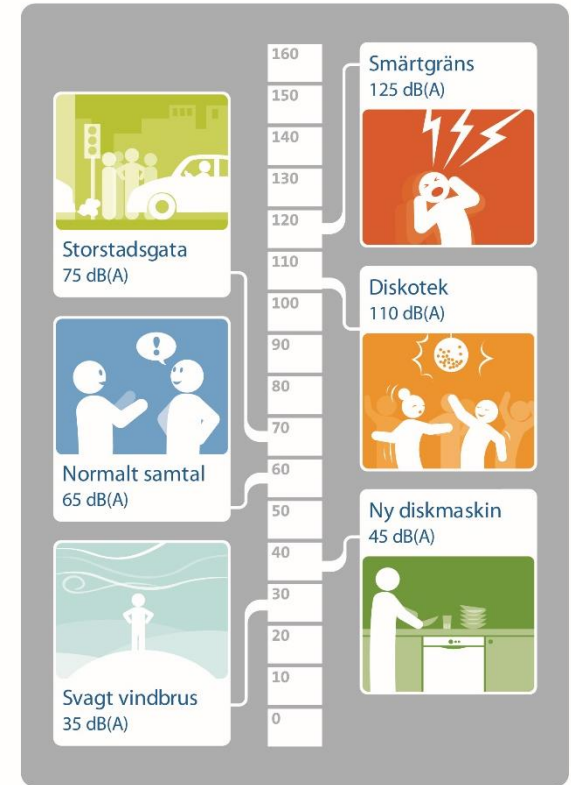 160
150
140
130
120
110
100
90
80
70
60
50
40
30
20
10
0
Storstadsgata
75 dB(A)
Normalt samtal
65 dB(A)
Svagt vindbrus
35 dB(A)
Smärtgräns
125 dB(A)
Diskotek
110 dB(A)
Ny diskmaskin
45 dB(A)